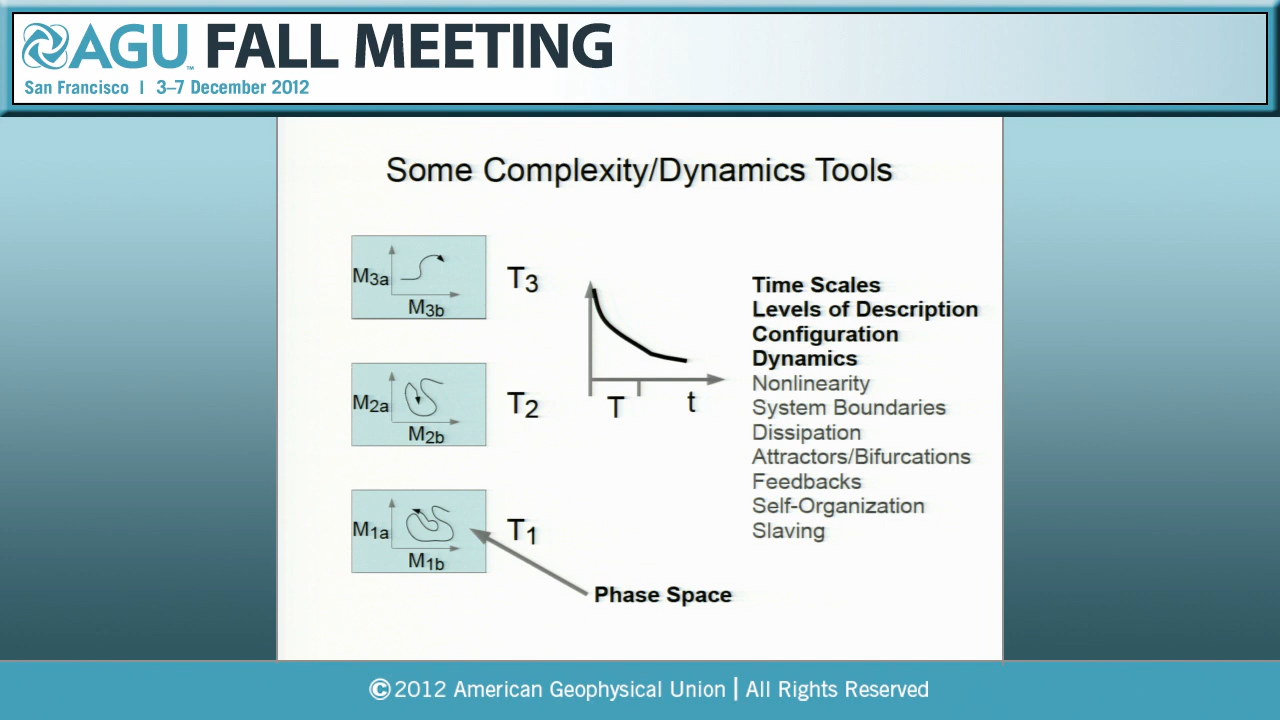 AGU™ FALL MEETING
San Francisco | 3–7 December 2012
Some Complexity/Dynamics Tools
M3a
M3b
T3
M2a
M2b
T2
M1a
M1b
T1
T
t
Phase Space
Time Scales
Levels of Description
Configuration
Dynamics
Nonlinearity
System Boundaries
Dissipation
Attractors/Bifurcations
Feedbacks
Self-Organization
Slaving
©2012 American Geophysical Union | All Rights Reserved